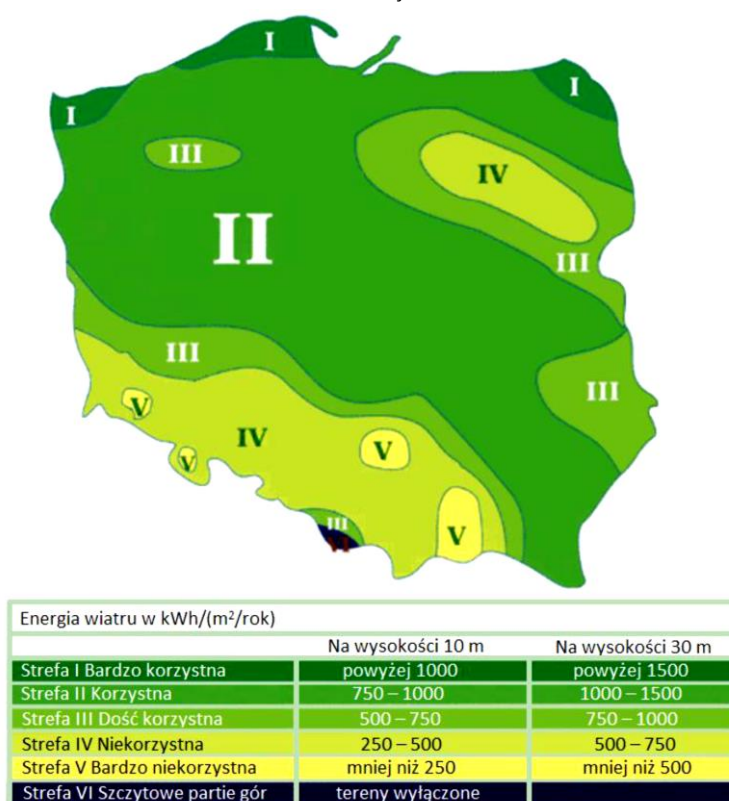 I
I
I
III
IV
II
III
III
III
V
IV
V
V
III
VI
V
Energia wiatru w kWh/(m²/rok)
Na wysokości 10 m Na wysokości 30 m
Strefa I Bardzo korzystna powyżej 1000 powyżej 1500
Strefa II Korzystna 750 – 1000 1000 – 1500
Strefa III Dość korzystna 500 – 750 750 – 1000
Strefa IV Niekorzystna 250 – 500 500 – 750
Strefa V Bardzo niekorzystna mniej niż 250 mniej niż 500
Strefa VI Szczytowe partie gór tereny wyłączone